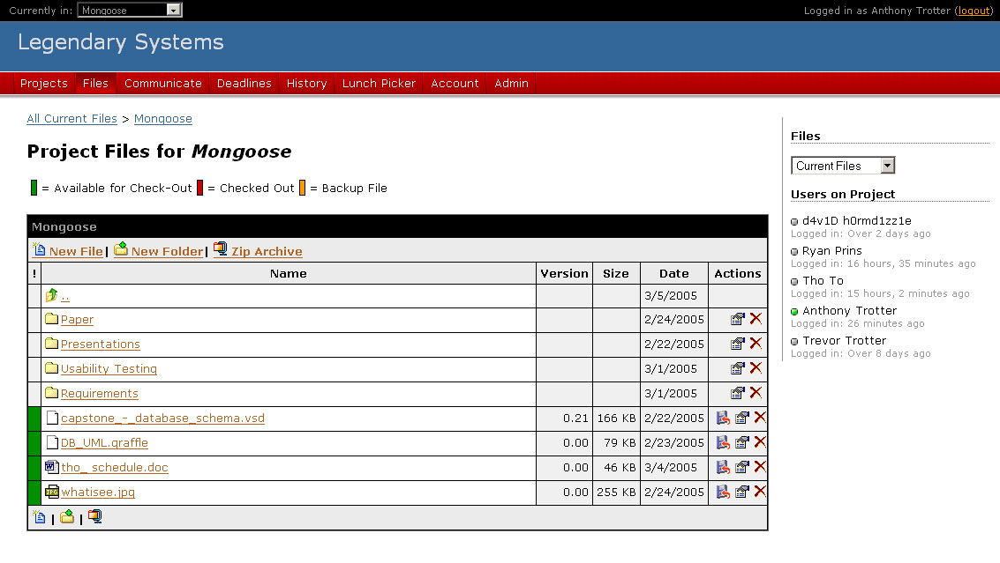 Currently in: Mongoose Logged in as Anthony Trotter (logout)
Legendary Systems
Projects Files Communicate Deadlines History Lunch Picker Account Admin
All Current Files > Mongoose
Project Files for Mongoose
= Available for Check-Out = Checked Out = Backup File
Mongoose
New File | New Folder | Zip Archive
! Name Version Size Date Actions
.. 3/5/2005
Paper 2/24/2005
Presentations 2/22/2005
Usability Testing 3/1/2005
Requirements 3/1/2005
capstone_-_database_schema.vsd 0.21 166 KB 2/22/2005
DB_UML.graffle 0.00 79 KB 2/23/2005
tho_ schedule.doc 0.00 46 KB 3/4/2005
whatisee.jpg 0.00 255 KB 2/24/2005
| |
Files
Current Files
Users on Project
d4v1D h0rmd1zz1e
Logged in: Over 2 days ago
Ryan Prins
Logged in: 16 hours, 35 minutes ago
Tho To
Logged in: 15 hours, 2 minutes ago
Anthony Trotter
Logged in: 26 minutes ago
Trevor Trotter
Logged in: Over 8 days ago